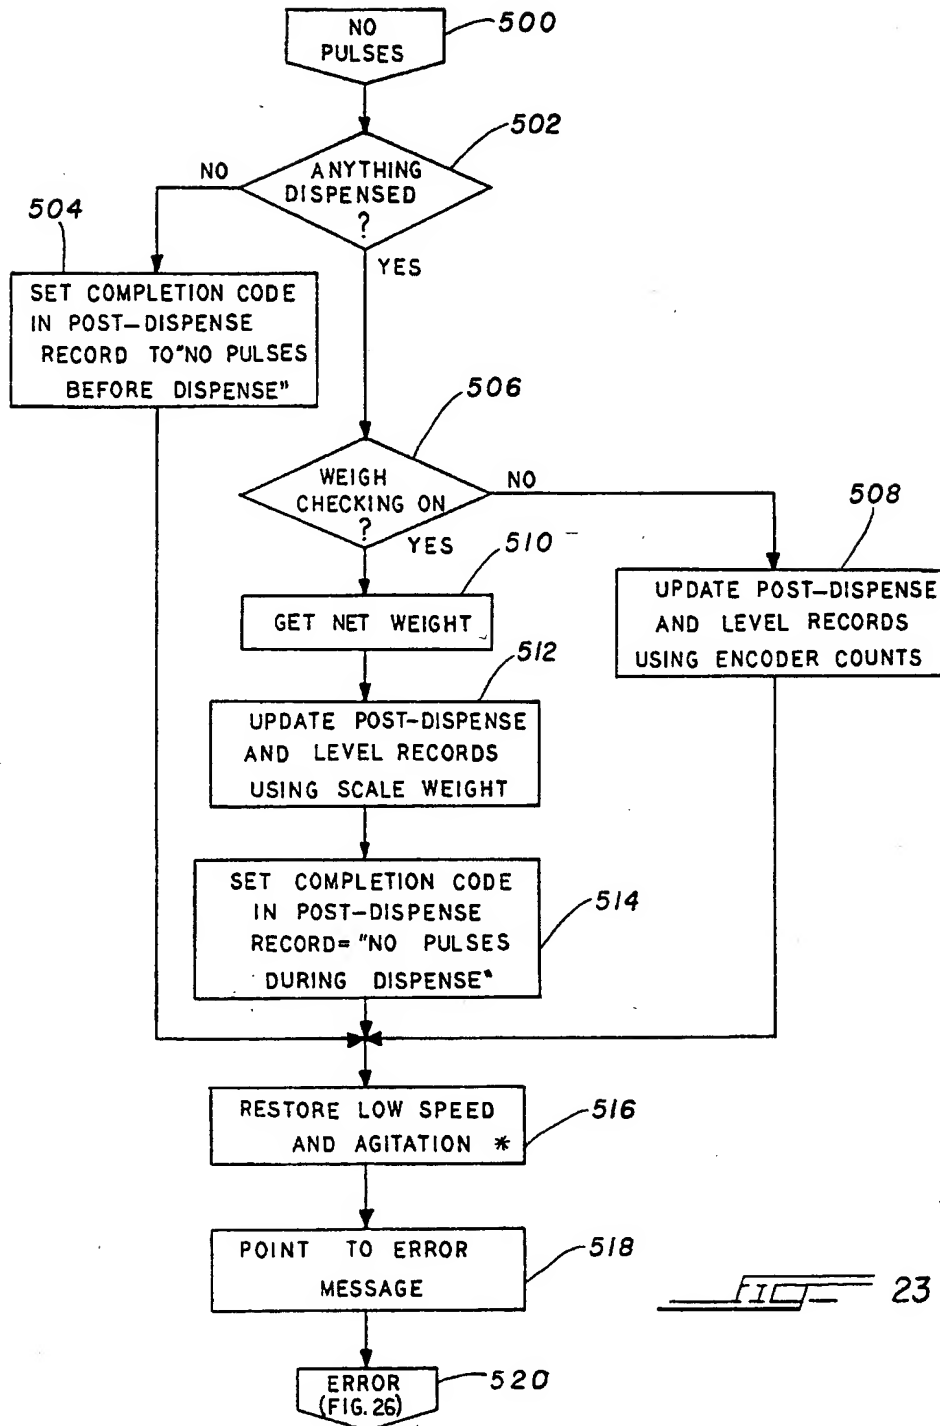 NO
PULSES
500
ANYTHING
DISPENSED
?
502
NO
YES
504
SET COMPLETION CODE
IN POST-DISPENSE
RECORD TO "NO PULSES
BEFORE DISPENSE"
WEIGH
CHECKING ON
?
506
NO
YES
508
UPDATE POST-DISPENSE
AND LEVEL RECORDS
USING ENCODER COUNTS
510
GET NET WEIGHT
512
UPDATE POST-DISPENSE
AND LEVEL RECORDS
USING SCALE WEIGHT
SET COMPLETION CODE
IN POST-DISPENSE
RECORD="NO PULSES
DURING DISPENSE"
514
RESTORE LOW SPEED
AND AGITATION *
516
POINT TO ERROR
MESSAGE
518
FIG 23
ERROR
(FIG. 26)
520